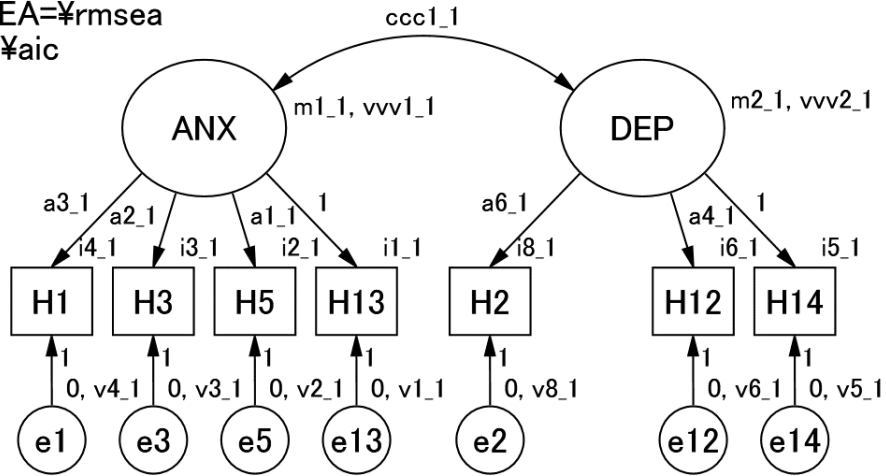 EA=¥rmsea
¥aic
ccc1_1
ANX
m1_1, vvv1_1
DEP
m2_1, vvv2_1
a3_1
a2_1
a1_1
1
a6_1
a4_1
1
i4_1
i3_1
i2_1
i1_1
i8_1
i6_1
i5_1
H1
H3
H5
H13
H2
H12
H14
1
1
1
1
1
1
1
0, v4_1
0, v3_1
0, v2_1
0, v1_1
0, v8_1
0, v6_1
0, v5_1
e1
e3
e5
e13
e2
e12
e14